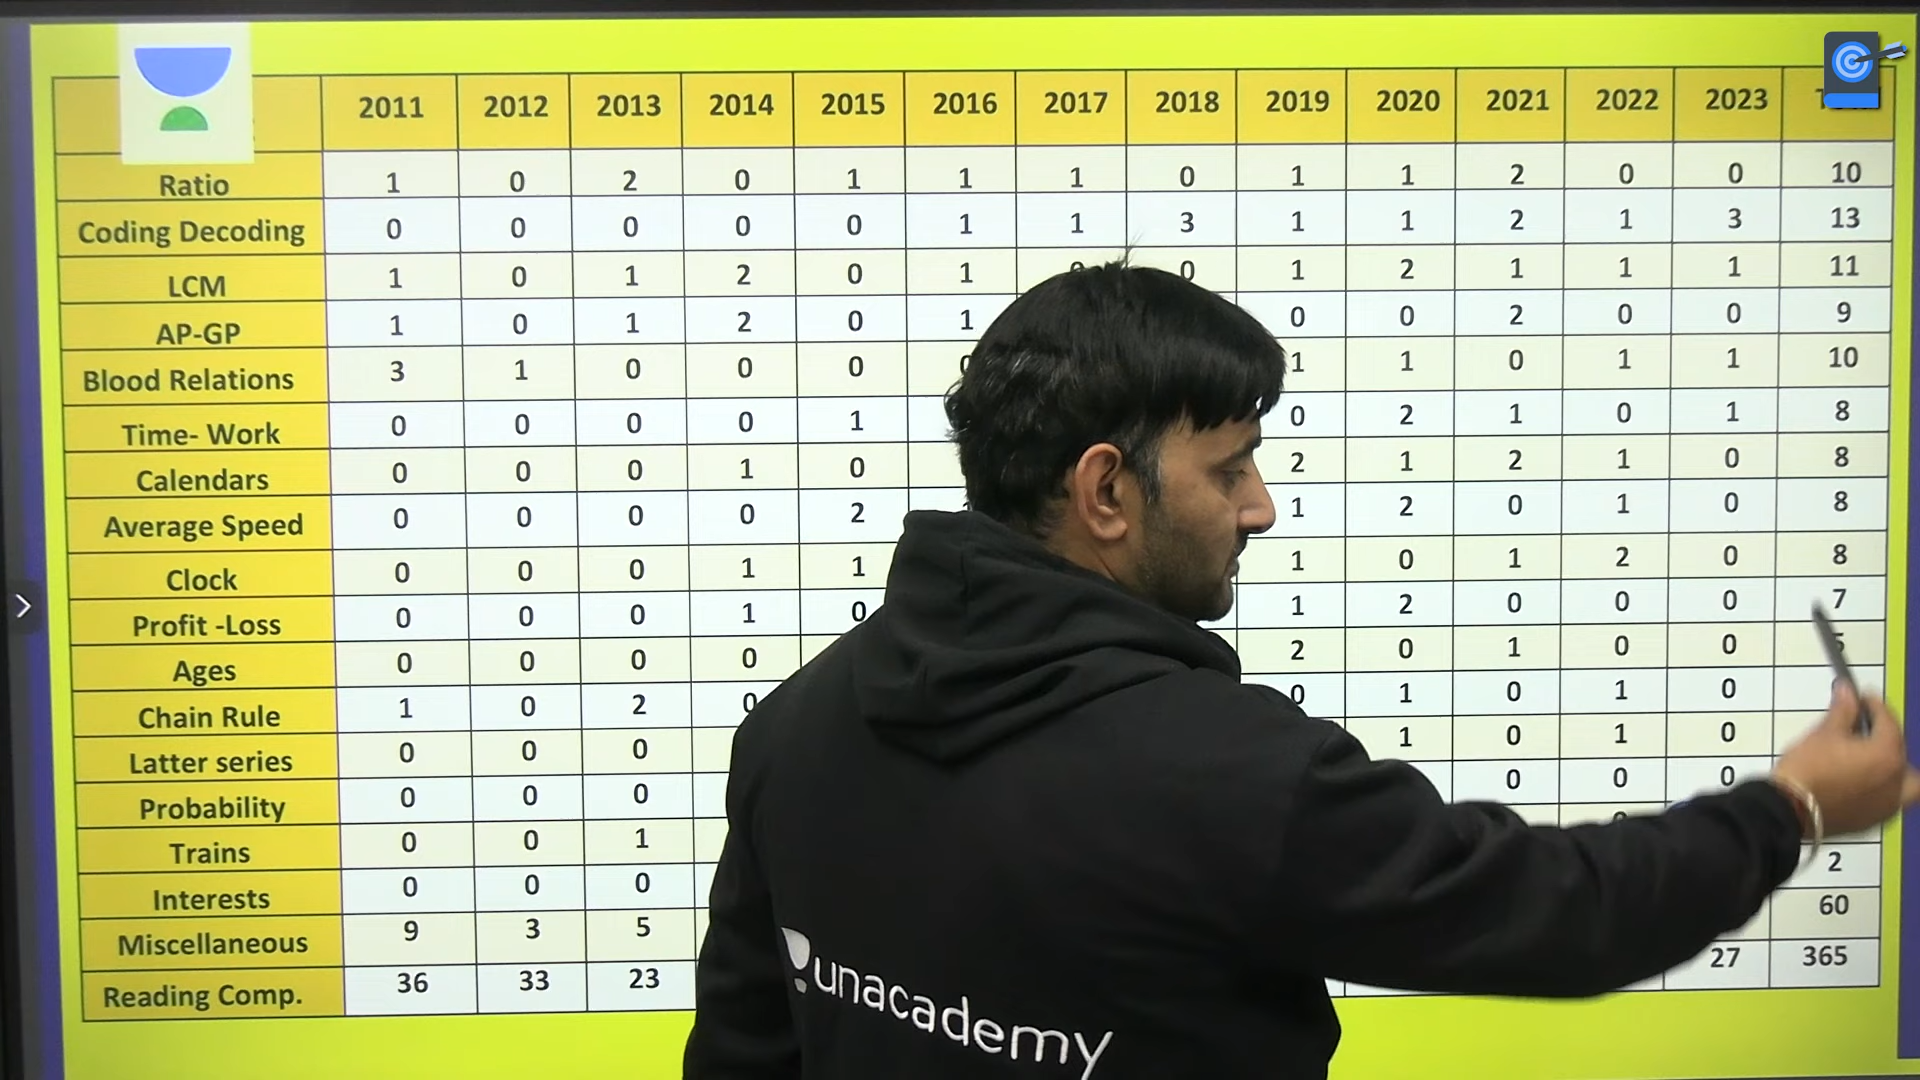 2011 2012 2013 2014 2015 2016 2017 2018 2019 2020 2021 2022 2023
Ratio 1 0 2 0 1 1 1 0 1 1 2 0 0 10
Coding Decoding 0 0 0 0 0 1 1 3 1 1 2 1 3 13
LCM 1 0 1 2 0 1 0 1 2 1 1 1 11
AP-GP 1 0 1 2 0 1 0 0 2 0 0 9
Blood Relations 3 1 0 0 0 1 1 0 1 1 10
Time- Work 0 0 0 0 1 0 2 1 0 1 8
Calendars 0 0 0 1 0 2 1 2 1 0 8
Average Speed 0 0 0 0 2 1 2 0 1 0 8
Clock 0 0 0 1 1 1 0 1 2 0 8
Profit -Loss 0 0 0 1 0 1 2 0 0 0 7
Ages 0 0 0 0 2 0 1 0 0
Chain Rule 1 0 2 0 0 1 0 1 0
Latter series 0 0 0 1 0 1 0
Probability 0 0 0 0 0 0
Trains 0 0 1
Interests 0 0 0 2
Miscellaneous 9 3 5 60
Reading Comp. 36 33 23 27 365
unacademy